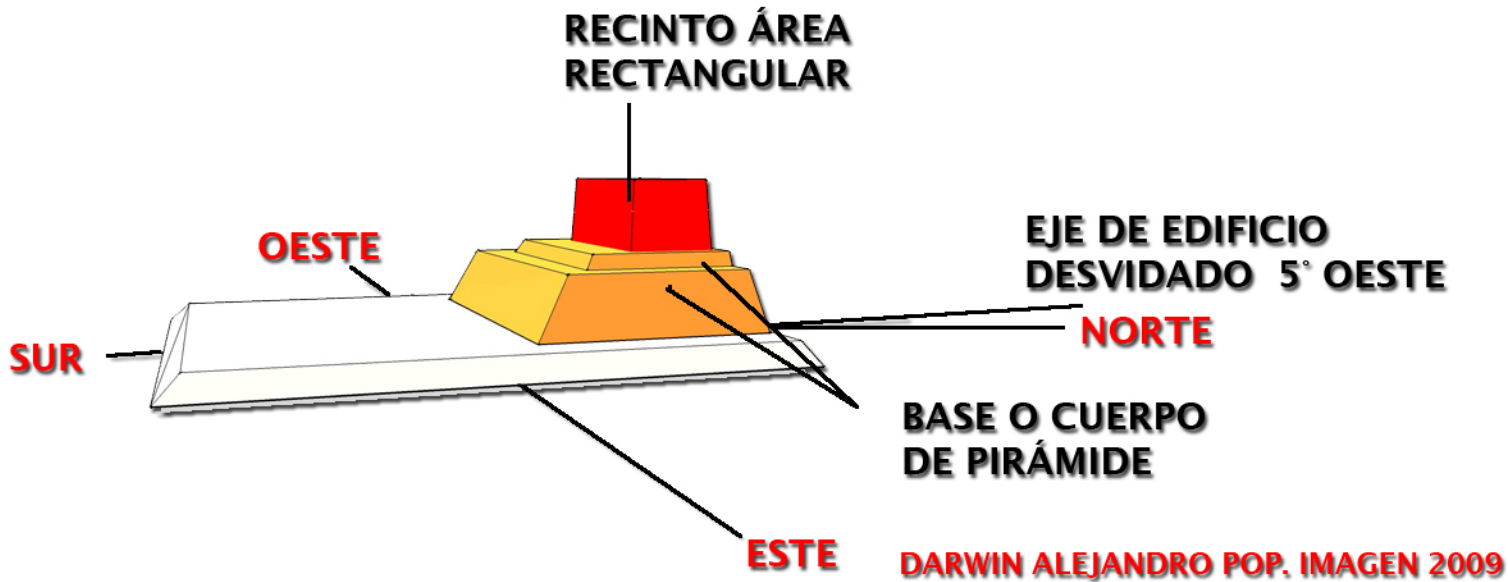 RECINTO ÁREA
RECTANGULAR
OESTE
EJE DE EDIFICIO
DESVIDADO 5° OESTE
NORTE
SUR
BASE O CUERPO
DE PIRÁMIDE
ESTE
DARWIN ALEJANDRO POP. IMAGEN 2009